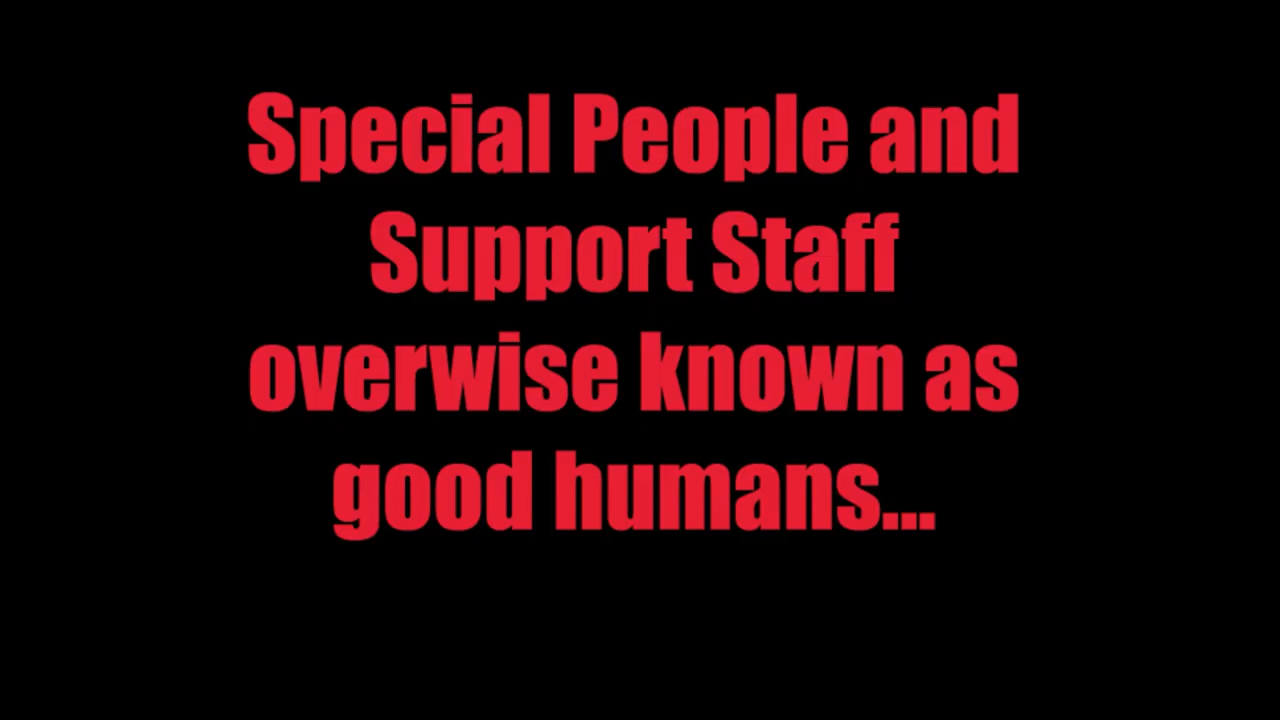 Special People and
Support Staff
overwise known as
good humans...